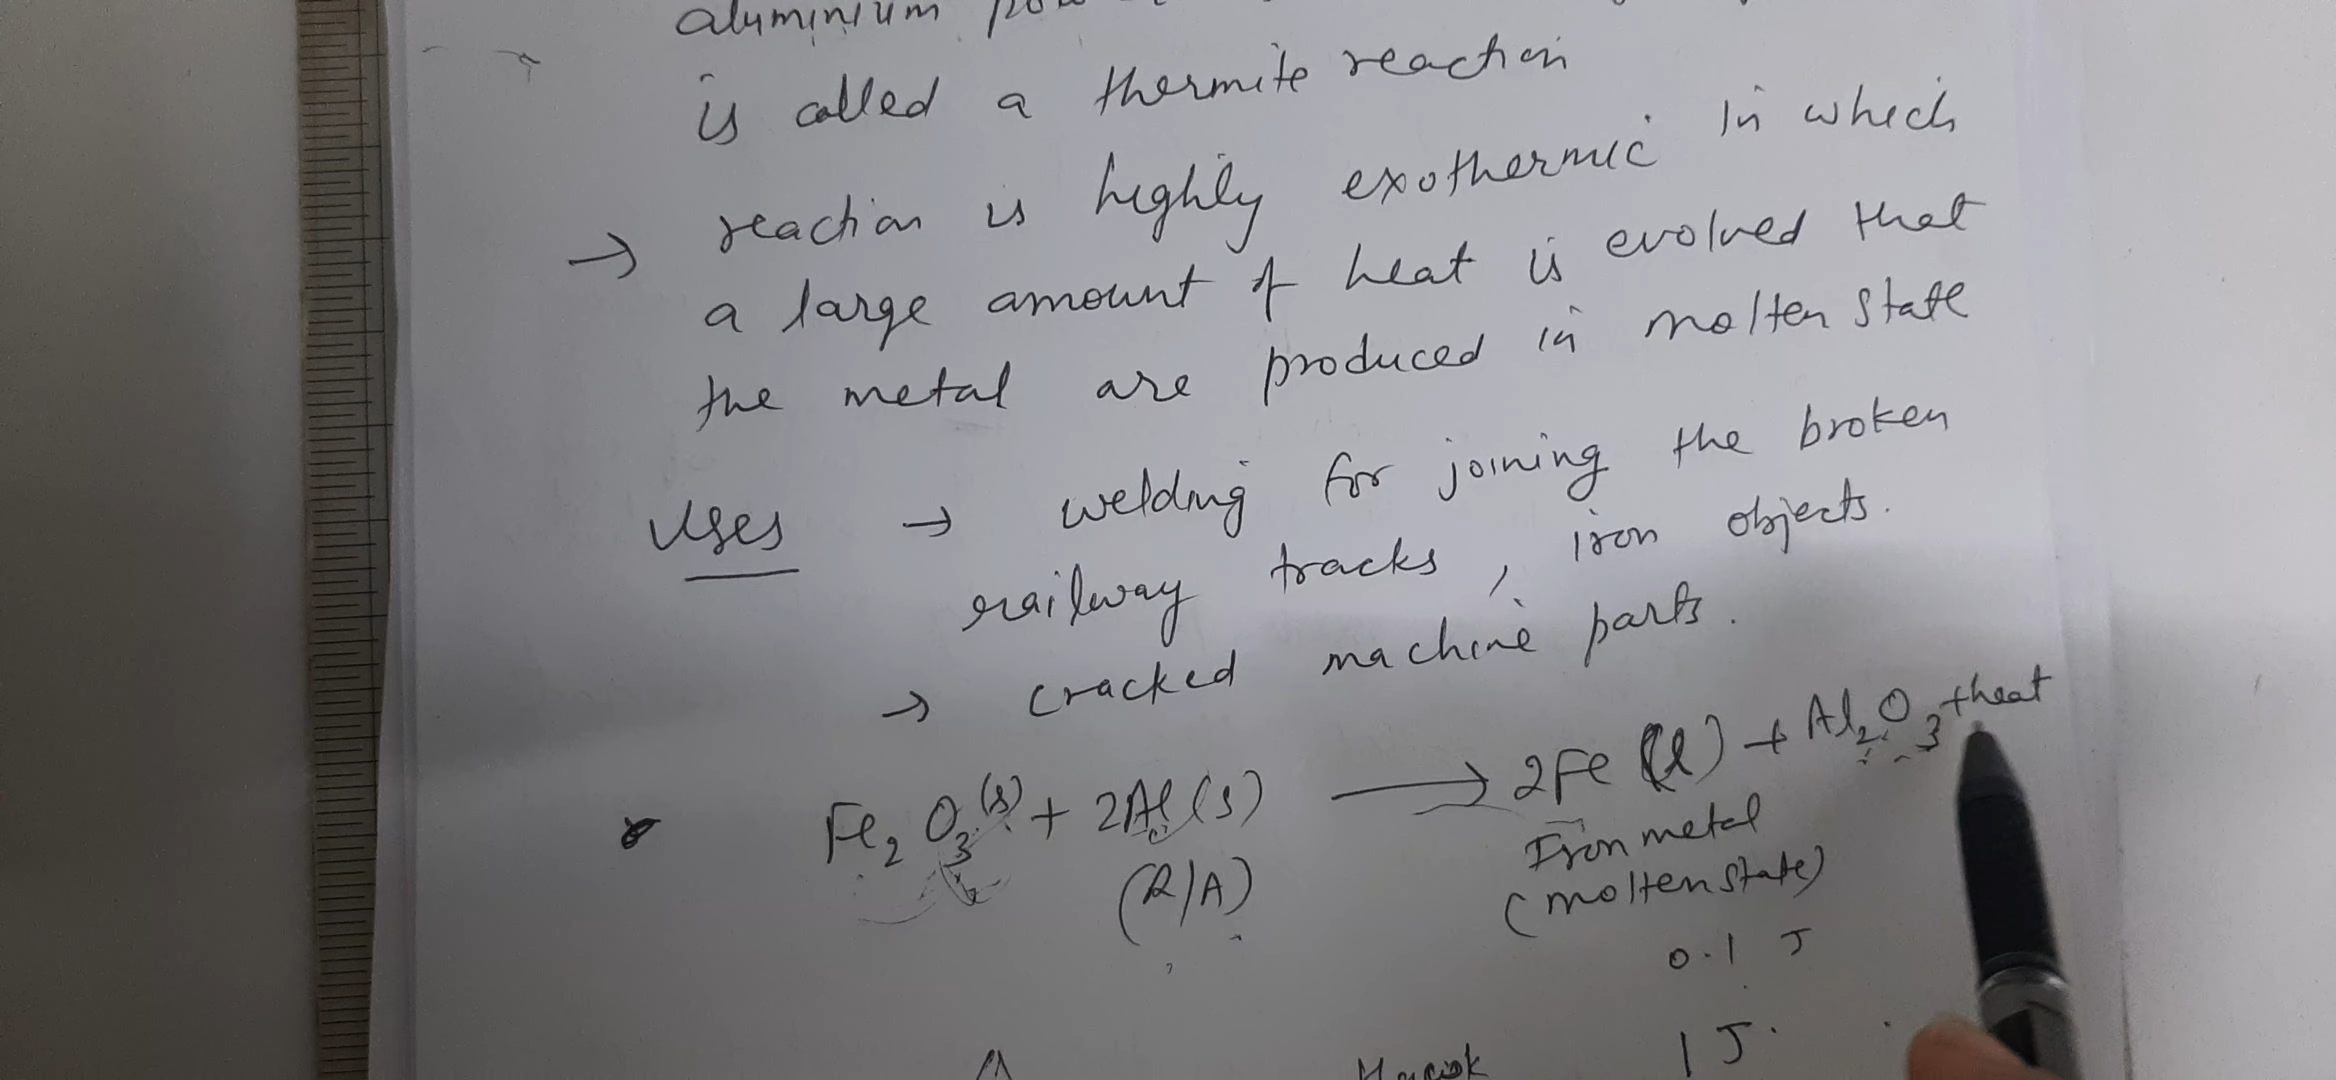 aluminium
is called a thermite reaction
→ reaction is highly exothermic in which
a large amount of heat is evolved that
the metal are produced in molten state
Uses → welding for joining the broken
railway tracks, iron objects.
→ cracked machine parts.
Fe₂O₃(s) + 2Al(s) → 2Fe(l) + Al₂O₃ + heat
(R/A) Iron metal
(molten state)
0.1 J
1 J.